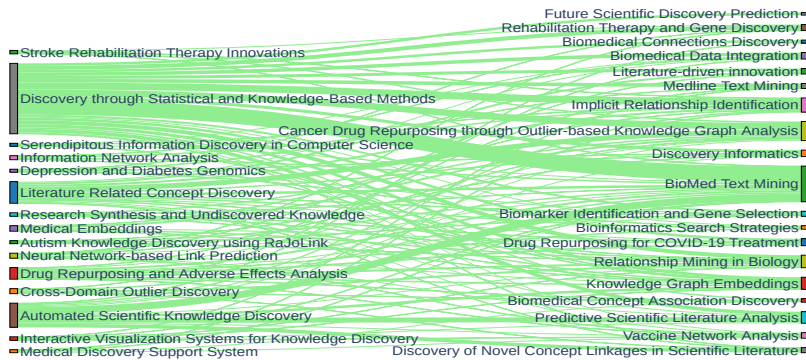 Future Scientific Discovery Prediction
Rehabilitation Therapy and Gene Discovery
Stroke Rehabilitation Therapy Innovations
Biomedical Connections Discovery
Biomedical Data Integration
Literature-driven innovation
Medline Text Mining
Discovery through Statistical and Knowledge-Based Methods
Implicit Relationship Identification
Cancer Drug Repurposing through Outlier-based Knowledge Graph Analysis
Serendipitous Information Discovery in Computer Science
Discovery Informatics
Information Network Analysis
Depression and Diabetes Genomics
BioMed Text Mining
Literature Related Concept Discovery
Research Synthesis and Undiscovered Knowledge
Biomarker Identification and Gene Selection
Medical Embeddings
Bioinformatics Search Strategies
Autism Knowledge Discovery using RaJoLink
Drug Repurposing for COVID-19 Treatment
Neural Network-based Link Prediction
Relationship Mining in Biology
Drug Repurposing and Adverse Effects Analysis
Knowledge Graph Embeddings
Cross-Domain Outlier Discovery
Biomedical Concept Association Discovery
Automated Scientific Knowledge Discovery
Predictive Scientific Literature Analysis
Interactive Visualization Systems for Knowledge Discovery
Vaccine Network Analysis
Medical Discovery Support System
Discovery of Novel Concept Linkages in Scientific Literature